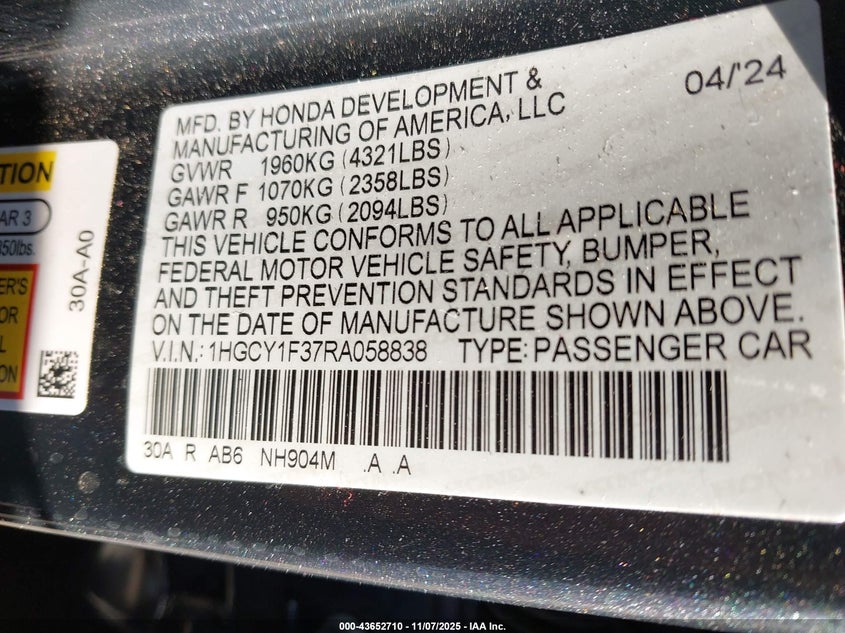 04/'24
MFD. BY HONDA DEVELOPMENT &
MANUFACTURING OF AMERICA, LLC
GVWR 1960KG (4321LBS)
GAWR F 1070KG (2358LBS)
GAWR R 950KG (2094LBS)
THIS VEHICLE CONFORMS TO ALL APPLICABLE
FEDERAL MOTOR VEHICLE SAFETY, BUMPER,
AND THEFT PREVENTION STANDARDS IN EFFECT
ON THE DATE OF MANUFACTURE SHOWN ABOVE.
V.I.N.: 1HGCY1F37RA058838 TYPE: PASSENGER CAR
30A R AB6 NH904M .A .A
30A-A0
000-43652710 - 11/07/2025 - IAA Inc.